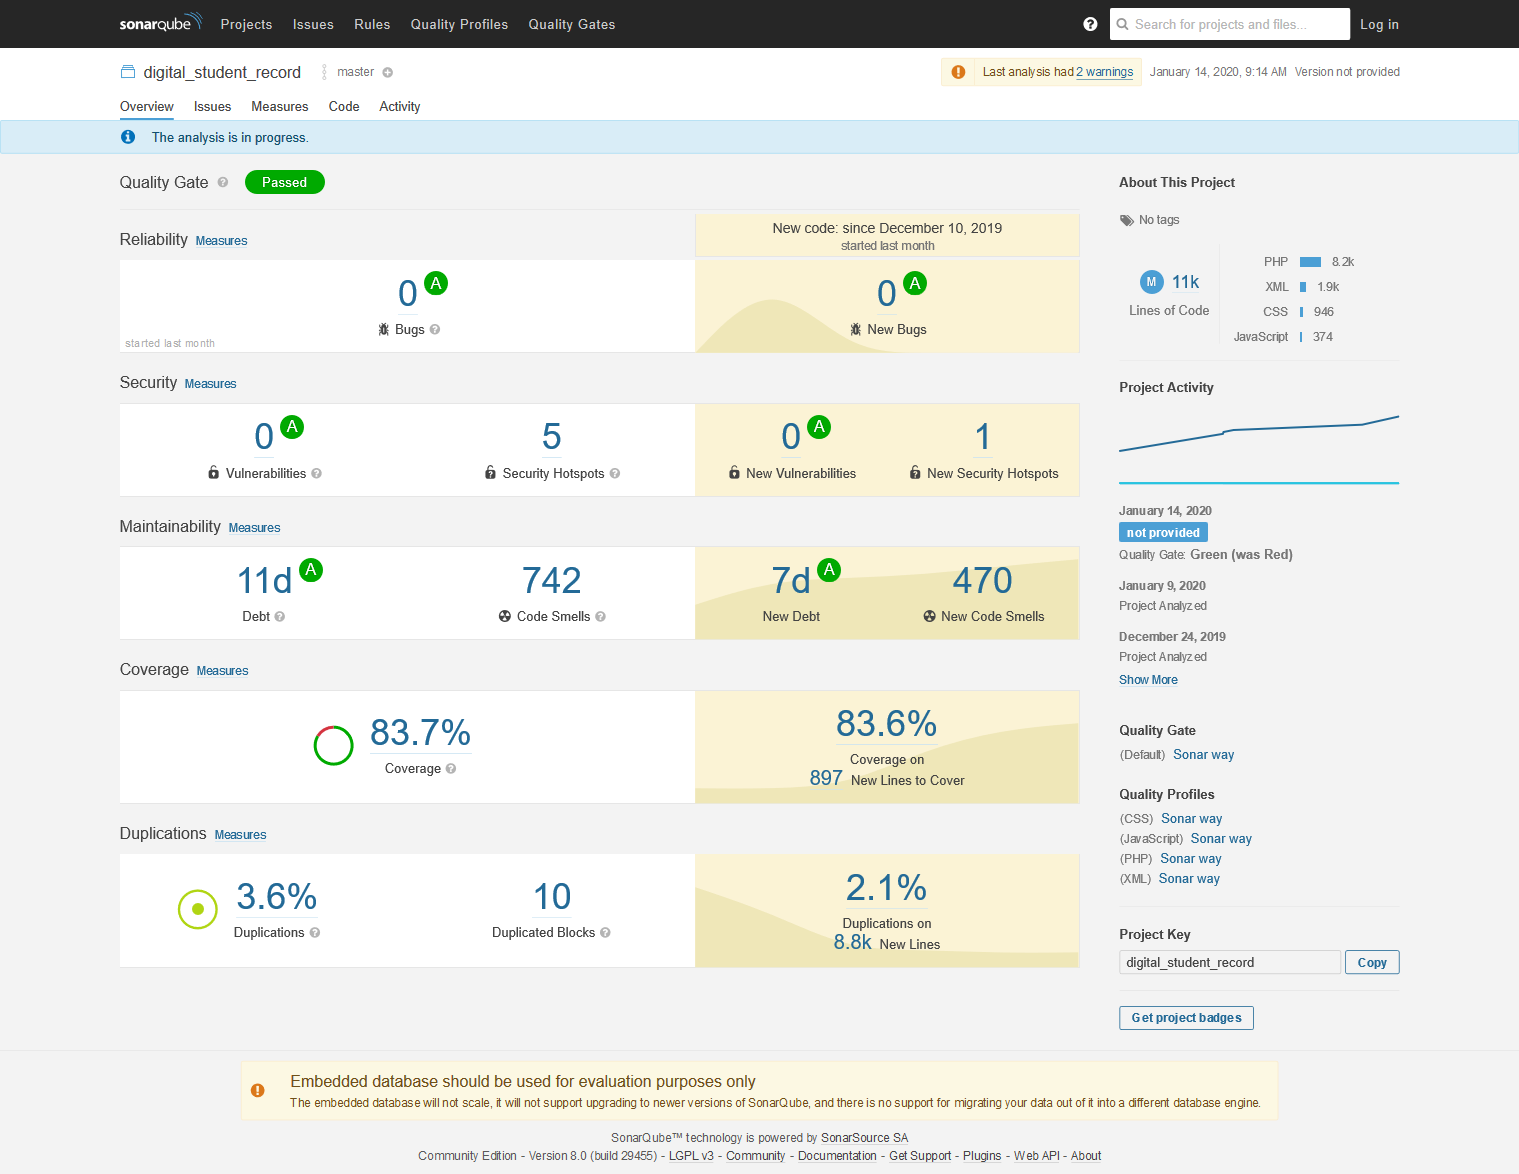 sonarqube Projects Issues Rules Quality Profiles Quality Gates ? Search for projects and files... Log in
digital_student_record master Last analysis had 2 warnings January 14, 2020, 9:14 AM Version not provided
Overview Issues Measures Code Activity
The analysis is in progress.
Quality Gate ? Passed
Reliability Measures
New code: since December 10, 2019
started last month
0 A
Bugs ?
started last month
0 A
New Bugs
Security Measures
0 A
Vulnerabilities ?
5
Security Hotspots ?
0 A
New Vulnerabilities
1
New Security Hotspots
Maintainability Measures
11d A
Debt ?
742
Code Smells ?
7d A
New Debt
470
New Code Smells
Coverage Measures
83.7%
Coverage ?
83.6%
Coverage on
897 New Lines to Cover
Duplications Measures
3.6%
Duplications ?
10
Duplicated Blocks ?
2.1%
Duplications on
8.8k New Lines
About This Project
No tags
M 11k
Lines of Code
PHP 8.2k
XML 1.9k
CSS 946
JavaScript 374
Project Activity
January 14, 2020
not provided
Quality Gate: Green (was Red)
January 9, 2020
Project Analyzed
December 24, 2019
Project Analyzed
Show More
Quality Gate
(Default) Sonar way
Quality Profiles
(CSS) Sonar way
(JavaScript) Sonar way
(PHP) Sonar way
(XML) Sonar way
Project Key
digital_student_record Copy
Get project badges
Embedded database should be used for evaluation purposes only
The embedded database will not scale, it will not support upgrading to newer versions of SonarQube, and there is no support for migrating your data out of it into a different database engine.
SonarQube™ technology is powered by SonarSource SA
Community Edition - Version 8.0 (build 29455) - LGPL v3 - Community - Documentation - Get Support - Plugins - Web API - About